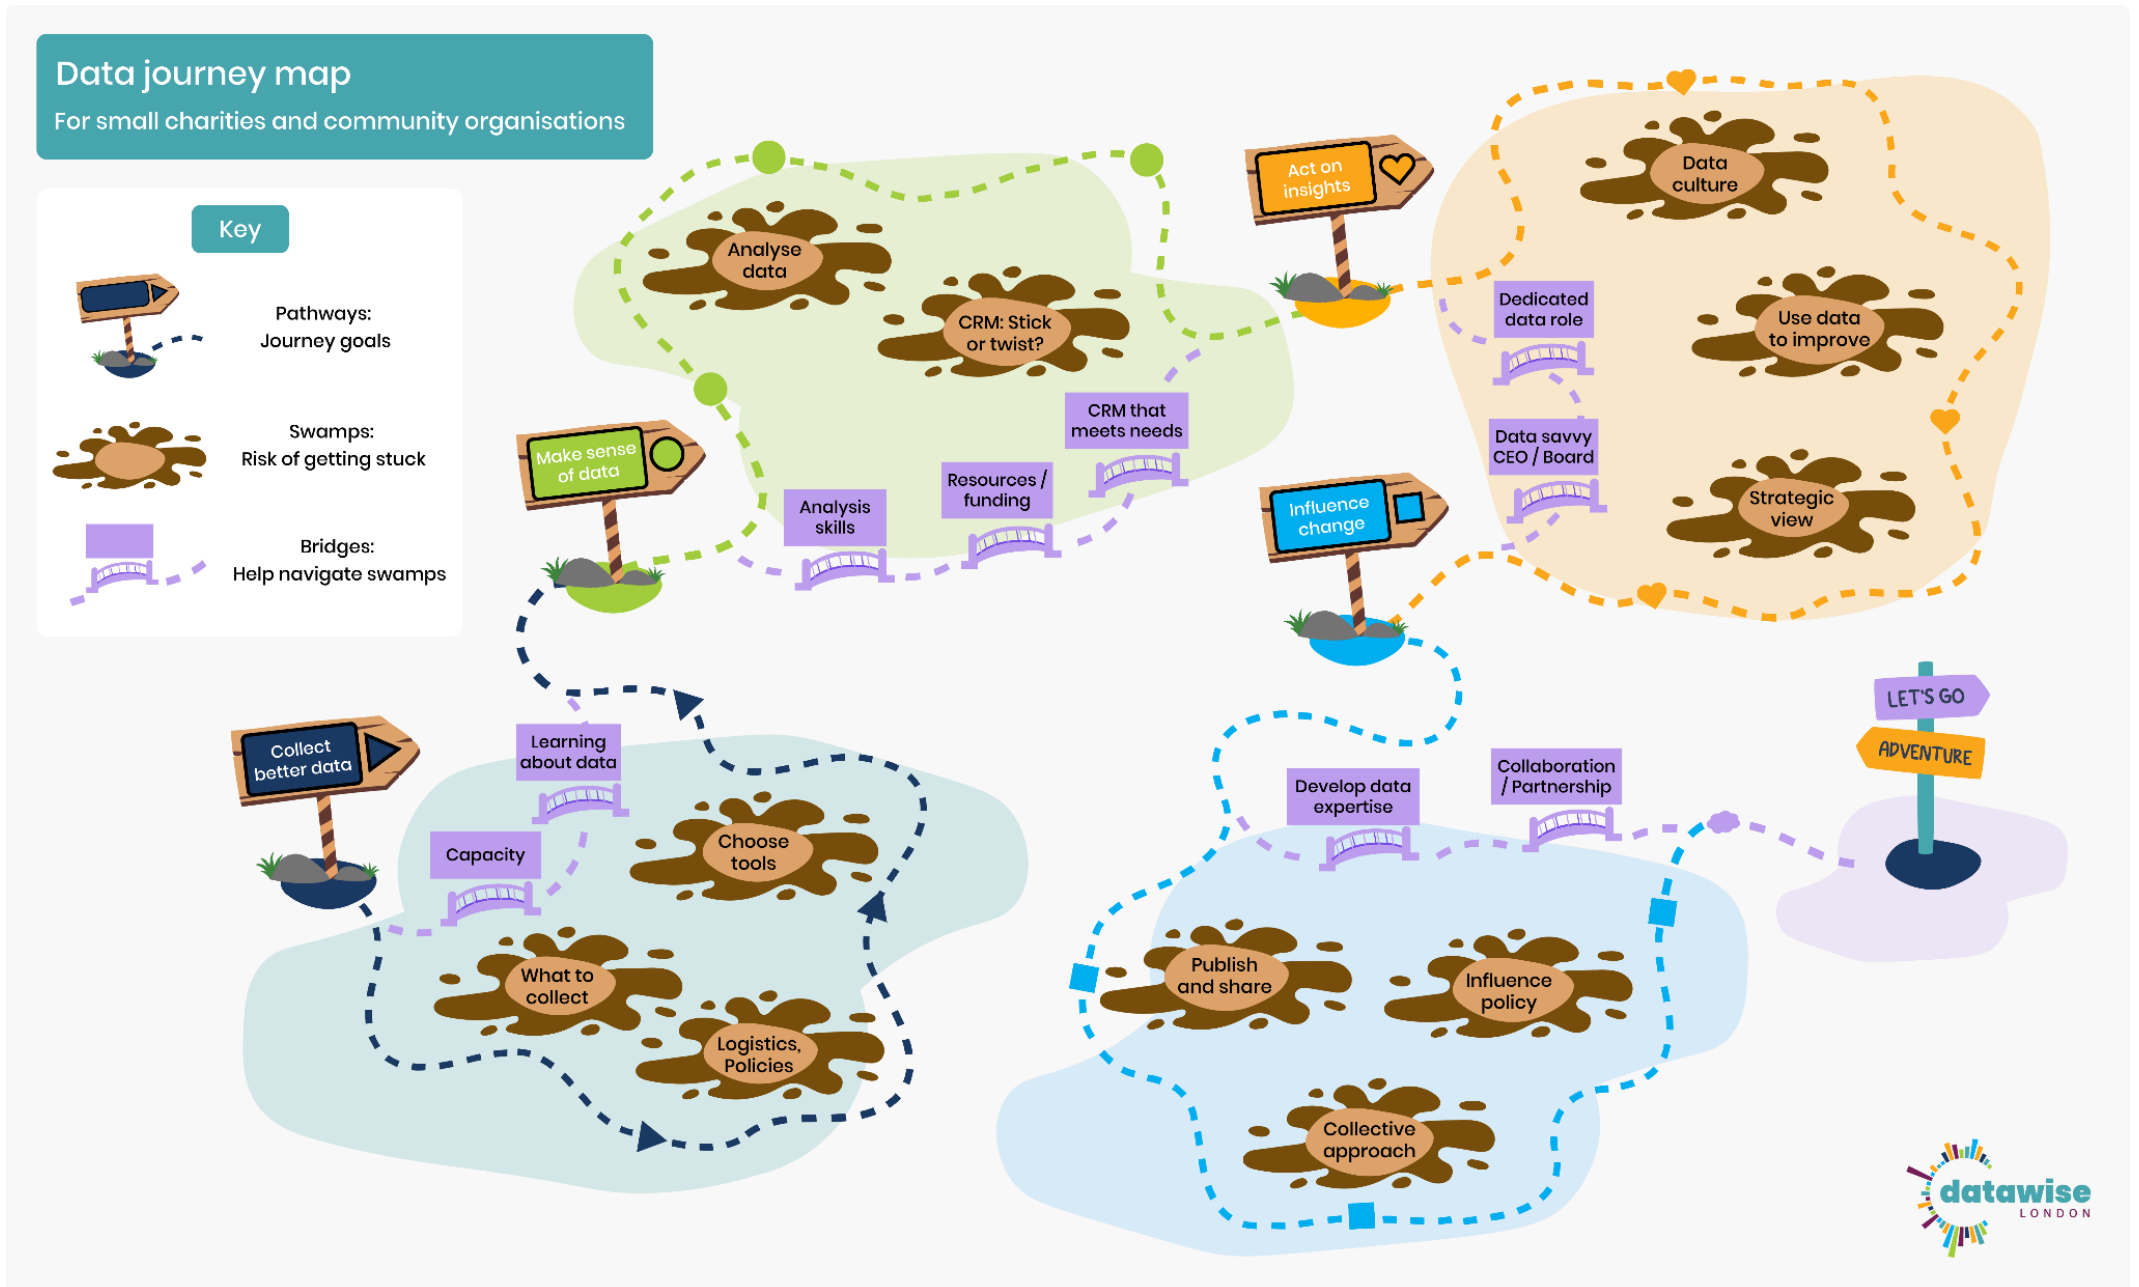 Data journey map
For small charities and community organisations
Key
Pathways:
Journey goals
Swamps:
Risk of getting stuck
Bridges:
Help navigate swamps
Collect
better data
Capacity
Learning
about data
What to
collect
Choose
tools
Logistics,
Policies
Make sense
of data
Analyse
data
CRM: Stick
or twist?
Analysis
skills
Resources /
funding
CRM that
meets needs
Act on
insights
Data
culture
Dedicated
data role
Use data
to improve
Data savvy
CEO / Board
Strategic
view
Influence
change
Develop data
expertise
Collaboration
/ Partnership
Publish
and share
Influence
policy
Collective
approach
LET'S GO
ADVENTURE
datawise
LONDON